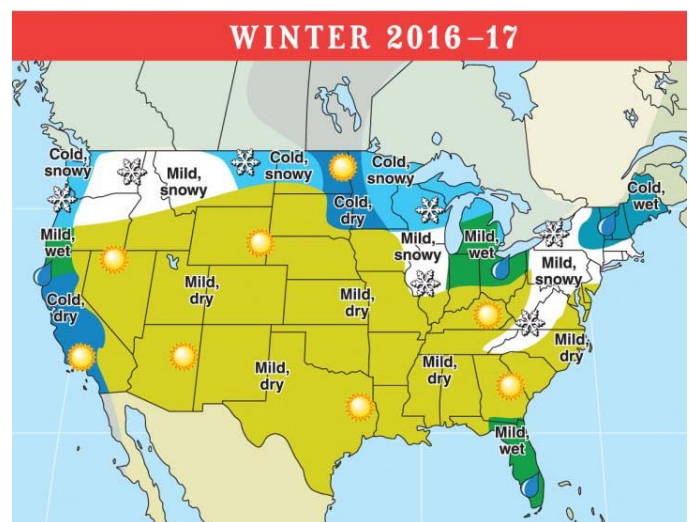 WINTER 2016–17
Cold,
snowy
Mild,
snowy
Cold,
snowy
Cold,
snowy
Cold,
dry
Cold,
wet
Mild,
wet
Mild,
snowy
Mild,
wet
Mild,
snowy
Cold,
dry
Mild,
dry
Mild,
dry
Mild,
dry
Mild,
dry
Mild,
dry
Mild,
wet